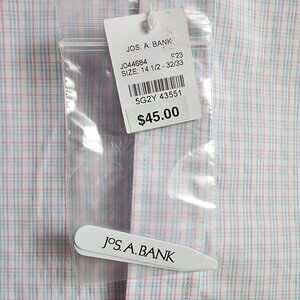 JOS. A. BANK
J044684 F23
SIZE: 14 1/2 - 32/33
5G2Y 43551
$45.00
JoS. A. BANK